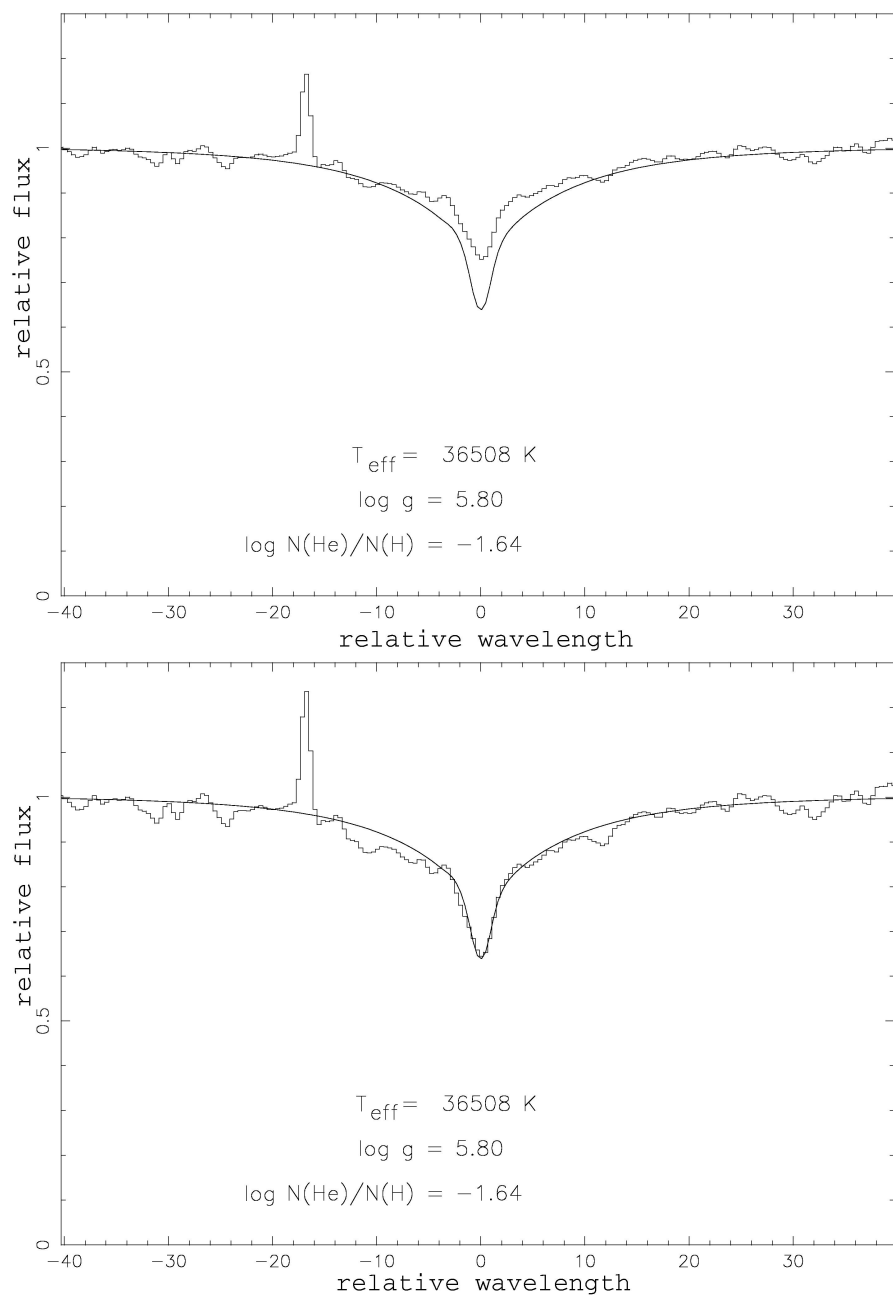 1
0.5
0
relative flux
T_eff = 36508 K
log g = 5.80
log N(He)/N(H) = −1.64
−40 −30 −20 −10 0 10 20 30
relative wavelength
1
0.5
0
relative flux
T_eff = 36508 K
log g = 5.80
log N(He)/N(H) = −1.64
−40 −30 −20 −10 0 10 20 30
relative wavelength